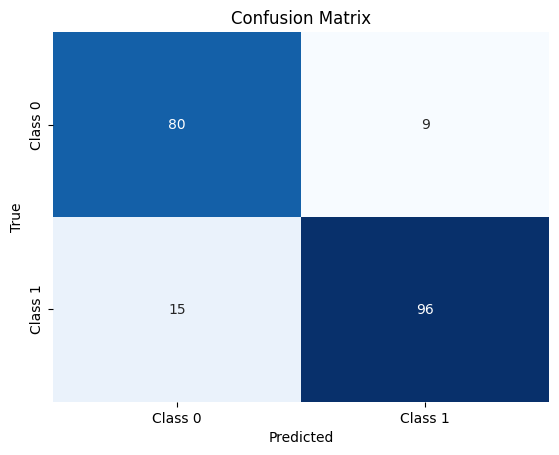 Confusion Matrix
Class 0
80
9
True
Class 1
15
96
Class 0 Class 1
Predicted